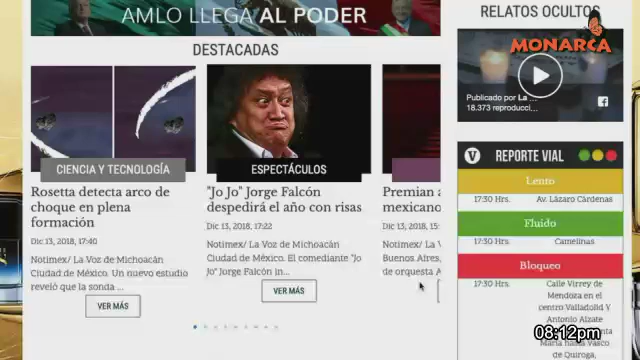 AMLO LLEGA AL PODER
RELATOS OCULTOS
MONARCA
DESTACADAS
Publicado por La ...
18.373 reproducci...
CIENCIA Y TECNOLOGÍA
Rosetta detecta arco de
choque en plena
formación
Dic 13, 2018, 17:40
Notimex/ La Voz de Michoacán
Ciudad de México. Un nuevo estudio
reveló que la sonda ...
VER MÁS
ESPECTÁCULOS
"Jo Jo" Jorge Falcón
despedirá el año con risas
Dic 13, 2018, 17:22
Notimex/ La Voz de Michoacán
Ciudad de México. El comediante "Jo
Jo" Jorge Falcón in...
VER MÁS
Premian a
mexicano
Dic 13, 2018,
Notimex/ La V
Buenos Aires,
de orquesta A
V REPORTE VIAL
Lento
17:30 Hrs. Av. Lázaro Cárdenas
Fluido
17:30 Hrs. Camelinas
Bloqueo
17:30 Hrs. Calle Virrey de
Mendoza en el
centro Valladolid Y
Antonio Alzate
María hasta Vasco
de Quiroga,
08:12pm